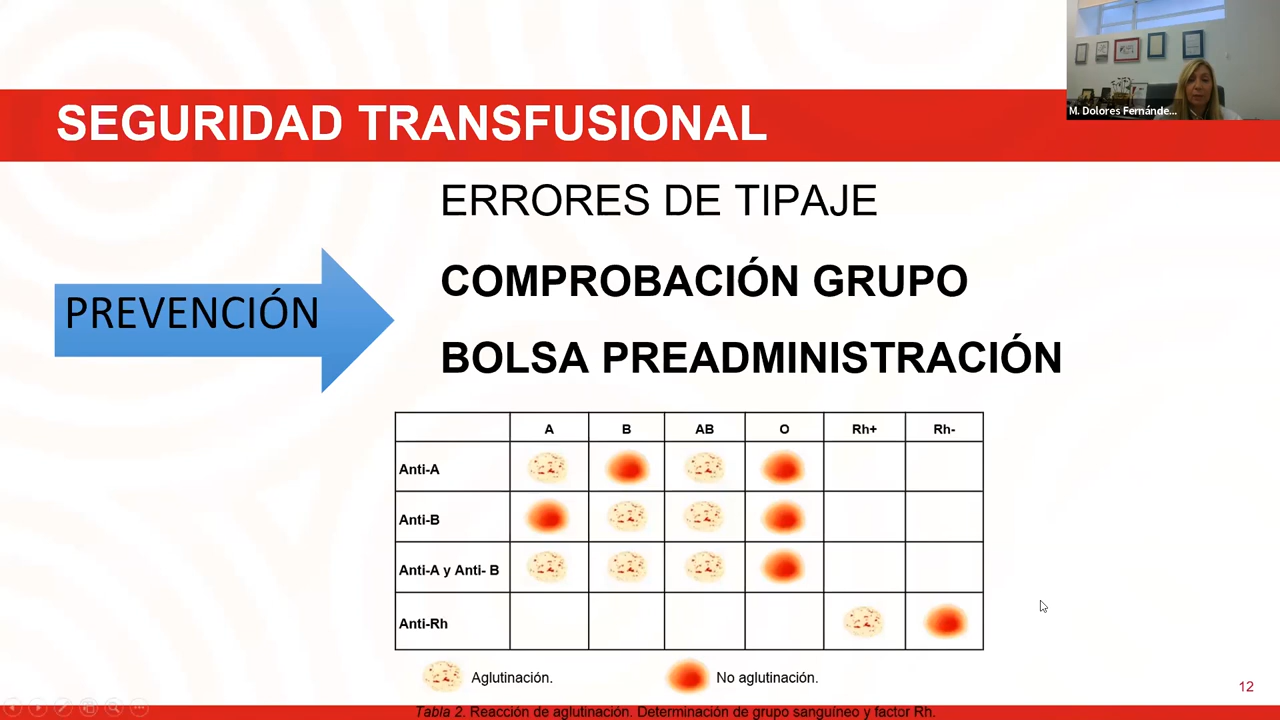 M. Dolores Fernánde...
SEGURIDAD TRANSFUSIONAL
ERRORES DE TIPAJE
PREVENCIÓN
COMPROBACIÓN GRUPO
BOLSA PREADMINISTRACIÓN
A B AB O Rh+ Rh-
Anti-A
Anti-B
Anti-A y Anti- B
Anti-Rh
Aglutinación. No aglutinación.
12
Tabla 2. Reacción de aglutinación. Determinación de grupo sanguíneo y factor Rh.